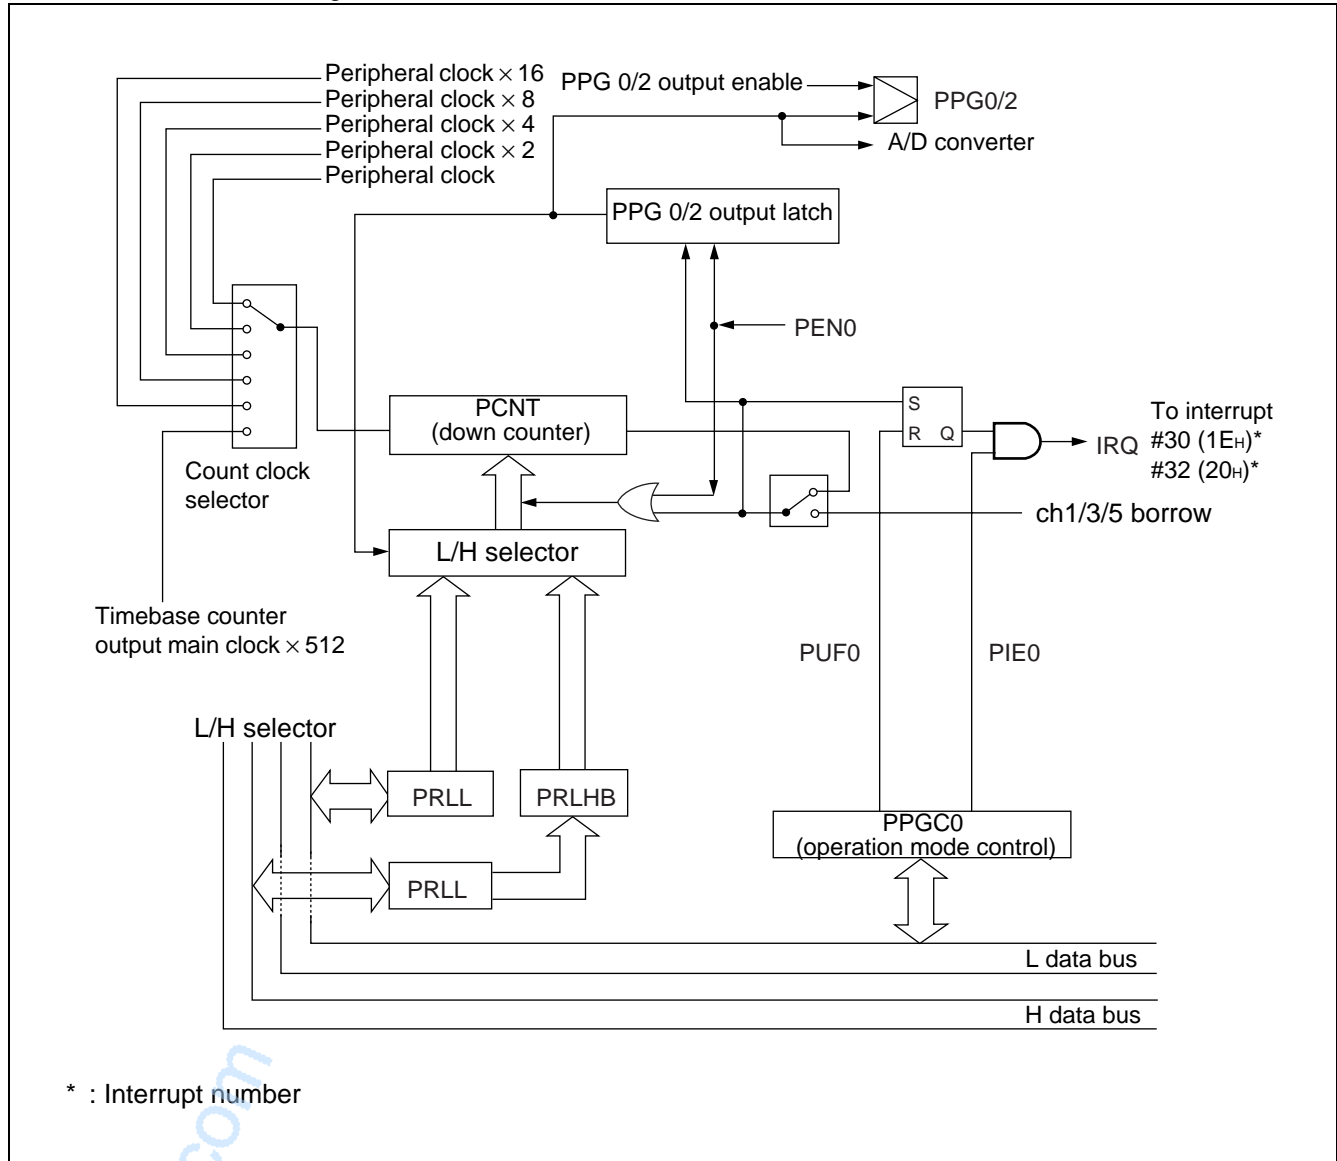 Peripheral clock × 16
Peripheral clock × 8
Peripheral clock × 4
Peripheral clock × 2
Peripheral clock
PPG 0/2 output enable
PPG0/2
A/D converter
PPG 0/2 output latch
PEN0
Count clock
selector
PCNT
(down counter)
S
R Q
IRQ
To interrupt
#30 (1EH)*
#32 (20H)*
ch1/3/5 borrow
L/H selector
Timebase counter
output main clock × 512
PUF0
PIE0
L/H selector
PRLL
PRLHB
PRLL
PPGC0
(operation mode control)
L data bus
H data bus
* : Interrupt number
.com